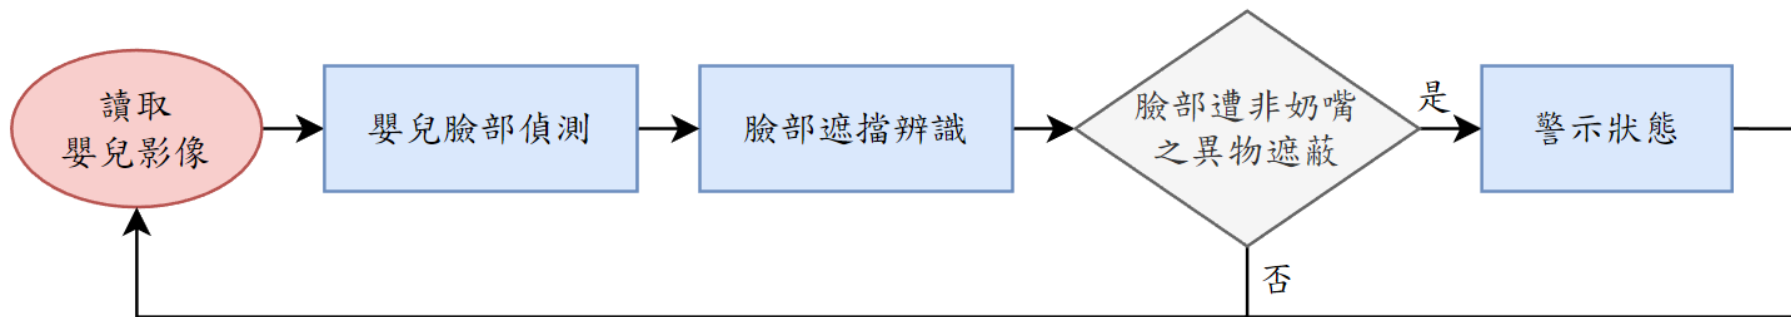 讀取
嬰兒影像
嬰兒臉部偵測
臉部遮擋辨識
臉部遭非奶嘴
之異物遮蔽
是
警示狀態
否